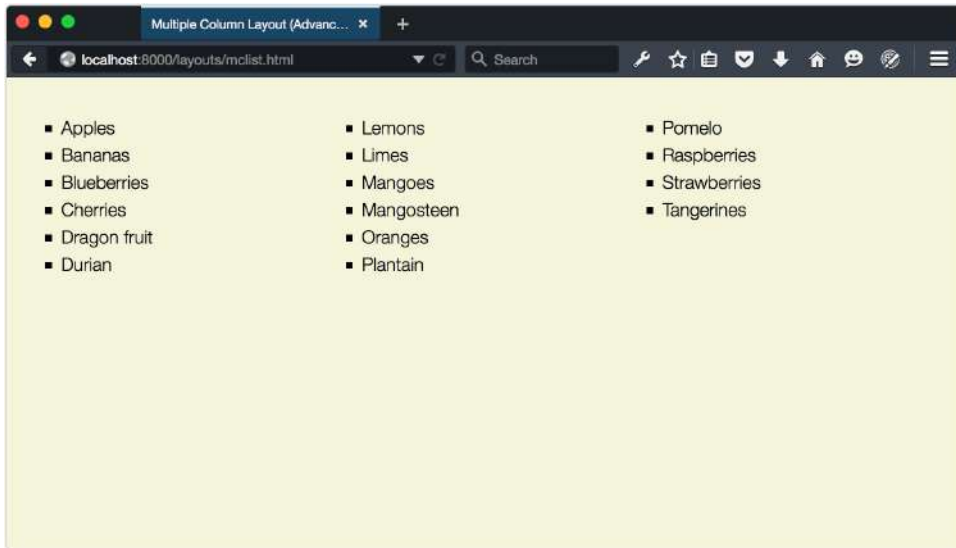 Multiple Column Layout (Advanc...
localhost:8000/layouts/mclist.html
Search
Apples
Bananas
Blueberries
Cherries
Dragon fruit
Durian
Lemons
Limes
Mangoes
Mangosteen
Oranges
Plantain
Pomelo
Raspberries
Strawberries
Tangerines